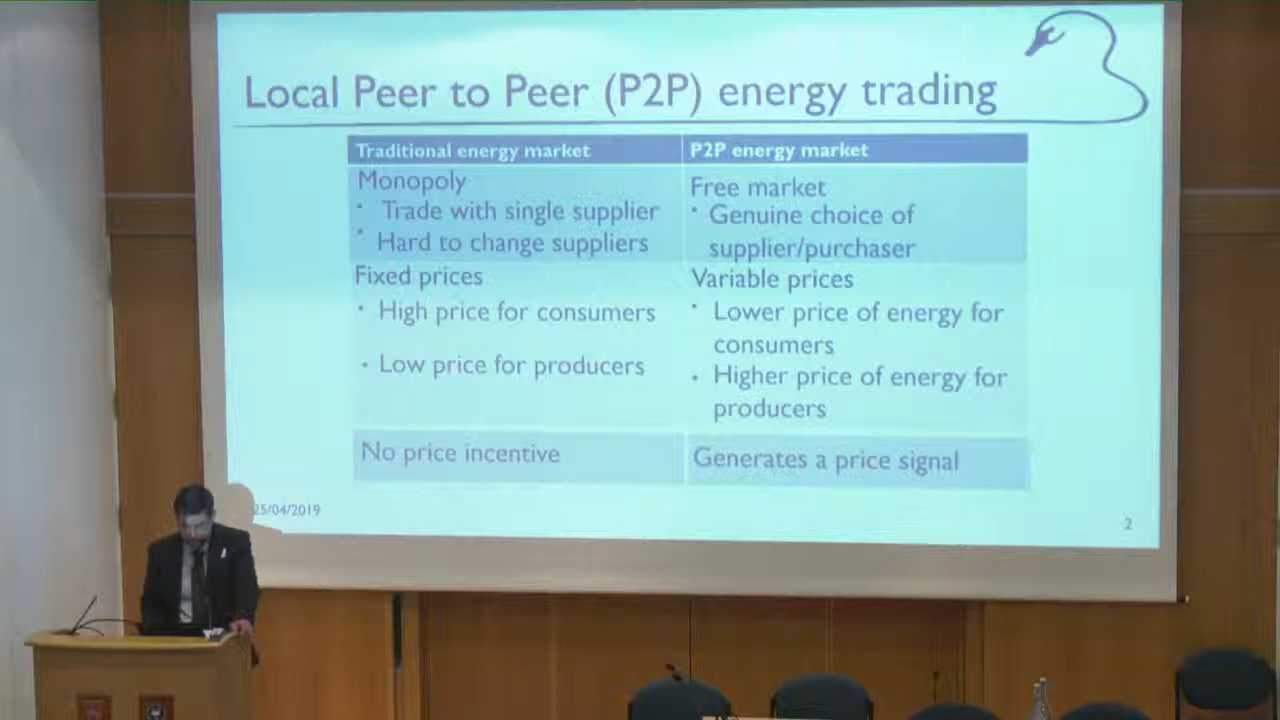 Local Peer to Peer (P2P) energy trading
Traditional energy market
P2P energy market
Monopoly
• Trade with single supplier
• Hard to change suppliers
Free market
• Genuine choice of
supplier/purchaser
Fixed prices
• High price for consumers
• Low price for producers
Variable prices
• Lower price of energy for
consumers
• Higher price of energy for
producers
No price incentive
Generates a price signal
25/04/2019
2